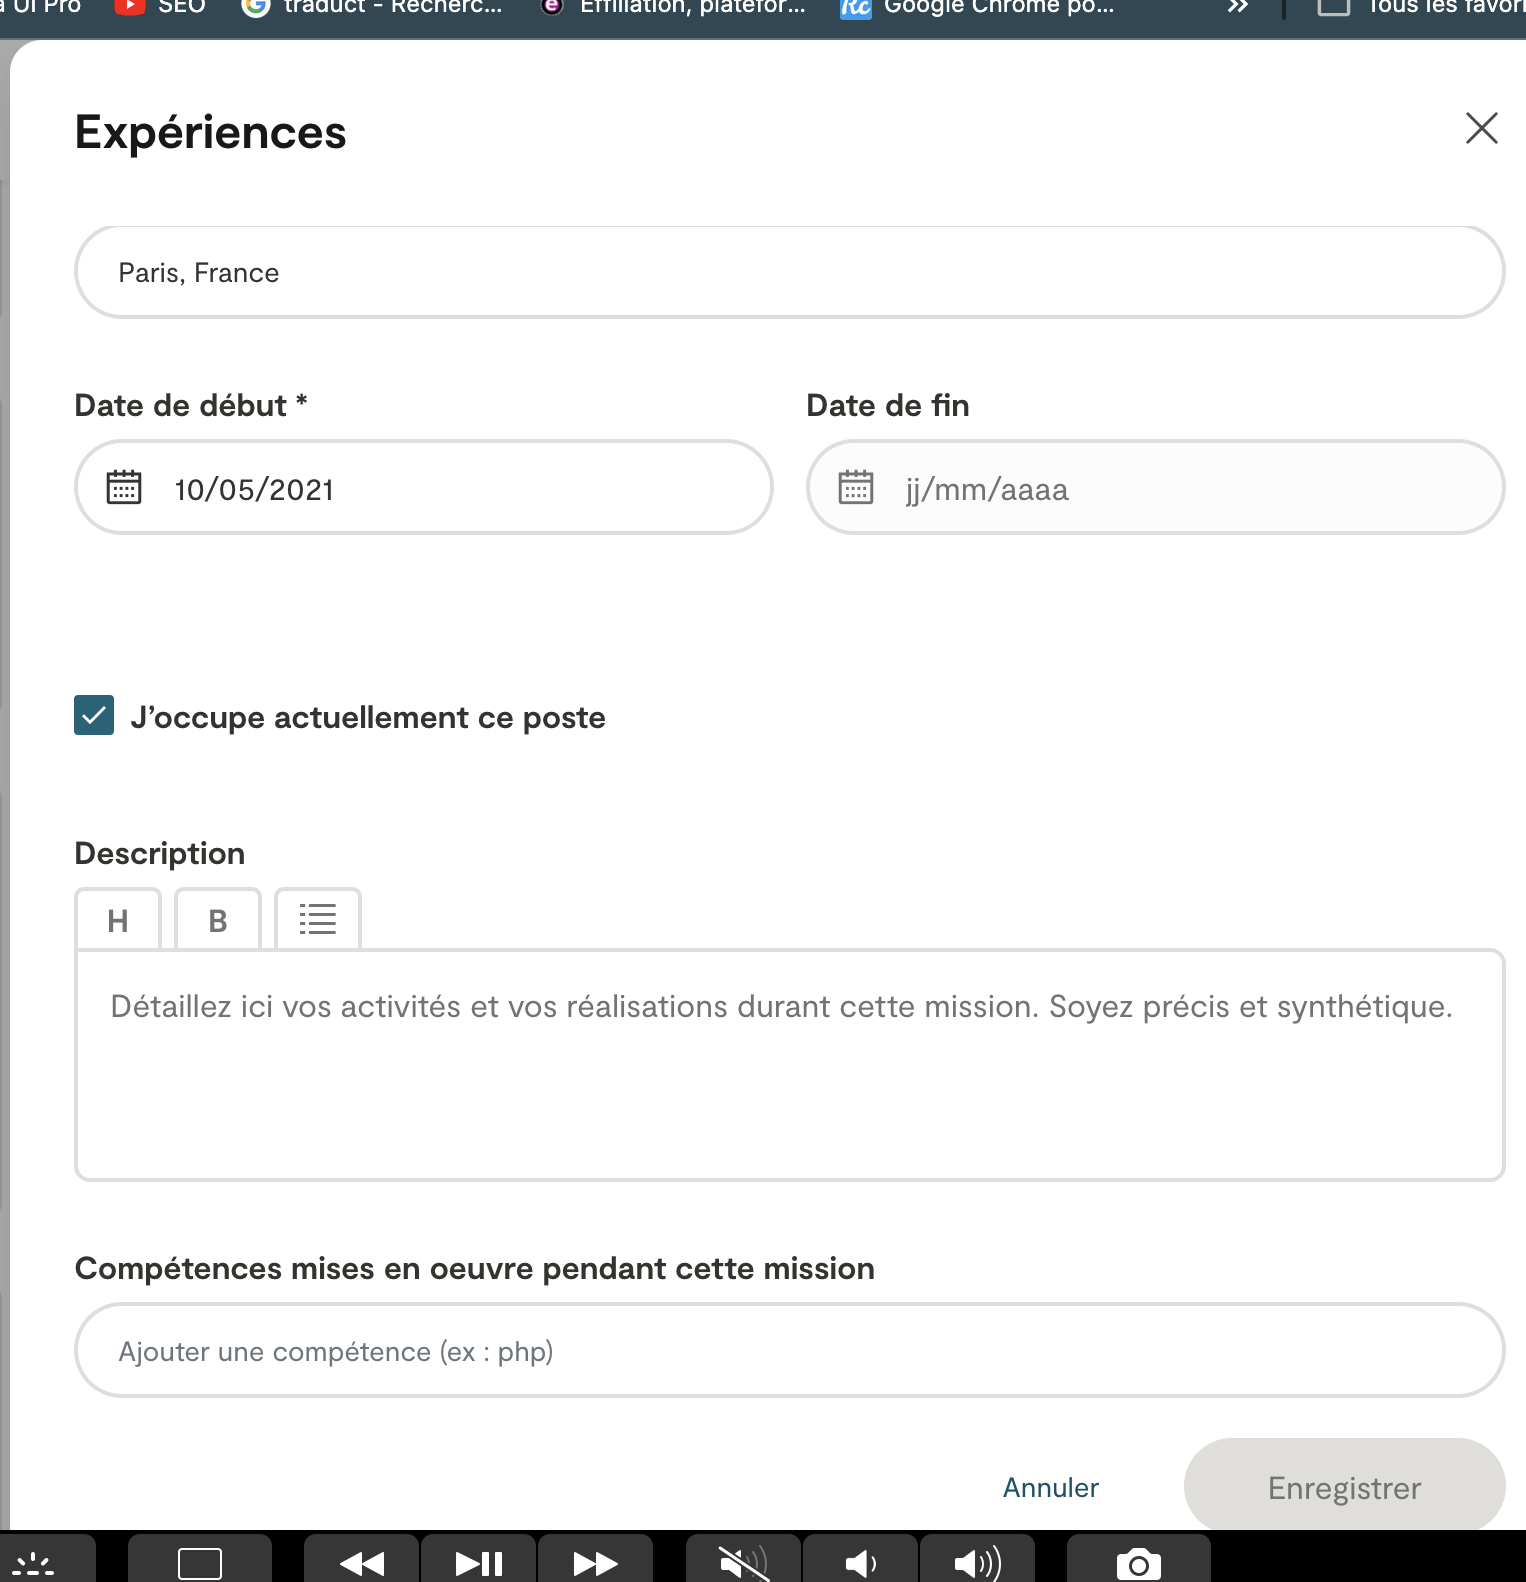 a UI Pro SEO traduct - Recherc... Effiliation, platefor... Rc Google Chrome po... Tous les favori
Expériences
Paris, France
Date de début * Date de fin
10/05/2021 jj/mm/aaaa
J’occupe actuellement ce poste
Description
H B
Détaillez ici vos activités et vos réalisations durant cette mission. Soyez précis et synthétique.
Compétences mises en oeuvre pendant cette mission
Ajouter une compétence (ex : php)
Annuler Enregistrer